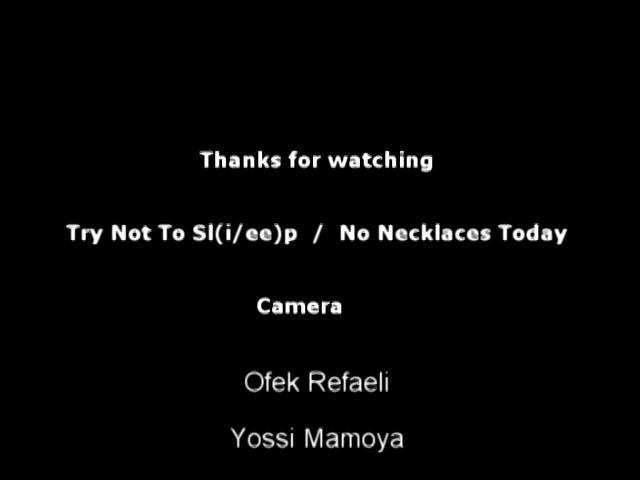 Thanks for watching
Try Not To Sl(i/ee)p / No Necklaces Today
Camera
Ofek Refaeli
Yossi Mamoya